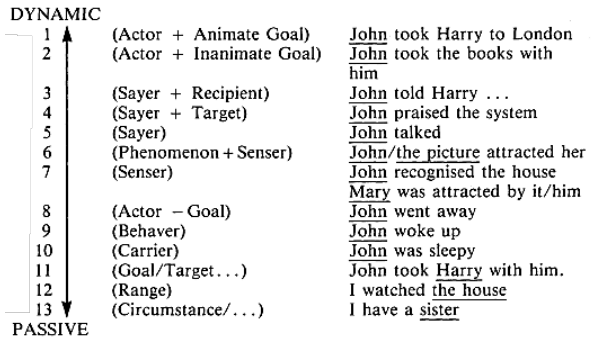 DYNAMIC
1 (Actor + Animate Goal) John took Harry to London
2 (Actor + Inanimate Goal) John took the books with
him
3 (Sayer + Recipient) John told Harry ...
4 (Sayer + Target) John praised the system
5 (Sayer) John talked
6 (Phenomenon + Senser) John/the picture attracted her
7 (Senser) John recognised the house
Mary was attracted by it/him
8 (Actor – Goal) John went away
9 (Behaver) John woke up
10 (Carrier) John was sleepy
11 (Goal/Target...) John took Harry with him.
12 (Range) I watched the house
13 (Circumstance/...) I have a sister
PASSIVE